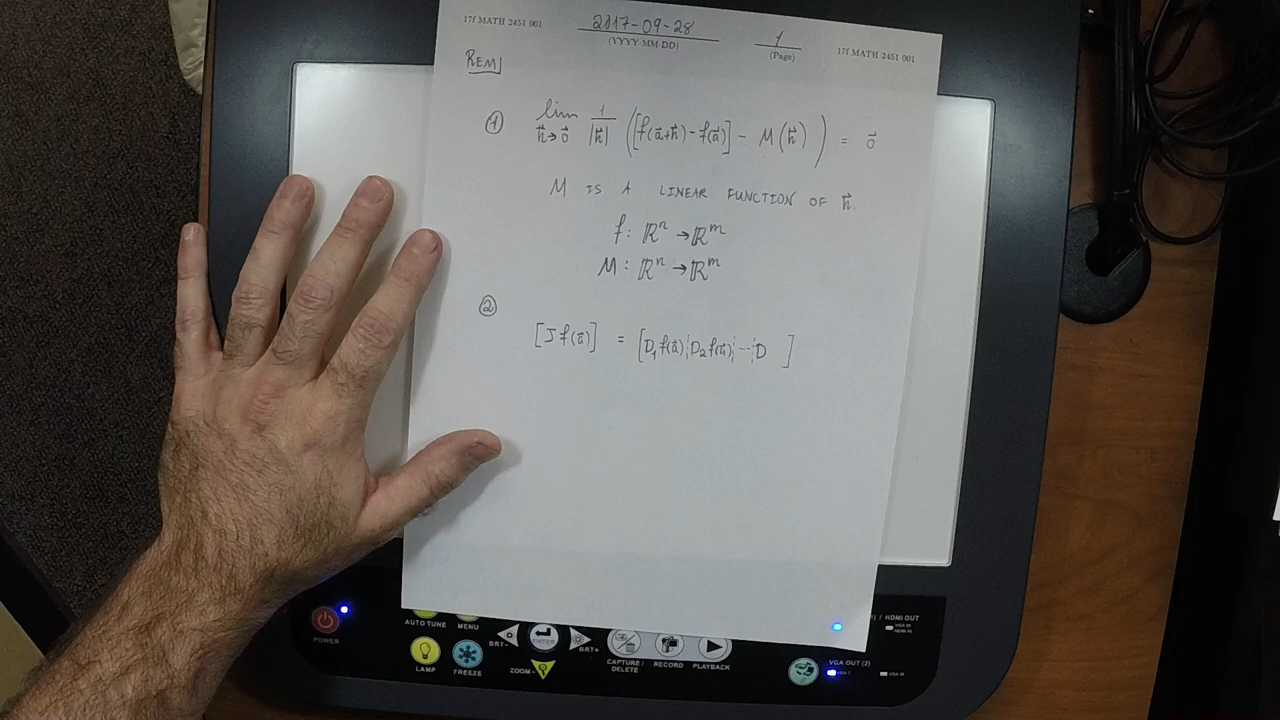 17f MATH 2451 001 2017-09-28 1 17f MATH 2451 001
(YYYY-MM-DD) (Page)
REM
① lim 1/|h⃗| ([f(a⃗+h⃗)-f(a⃗)] - M(h⃗)) = 0⃗
h⃗→0⃗
M IS A LINEAR FUNCTION OF h⃗.
f: ℝⁿ → ℝᵐ
M: ℝⁿ → ℝᵐ
②
[J f(a⃗)] = [D₁f(a⃗)¦D₂f(a⃗)¦⋯¦D ]
POWER
AUTO TUNE
MENU
LAMP
FREEZE
BRT-
ENTER
BRT+
ZOOM-
CAPTURE / DELETE
RECORD
PLAYBACK
/ HDMI OUT
VGA OUT (2)